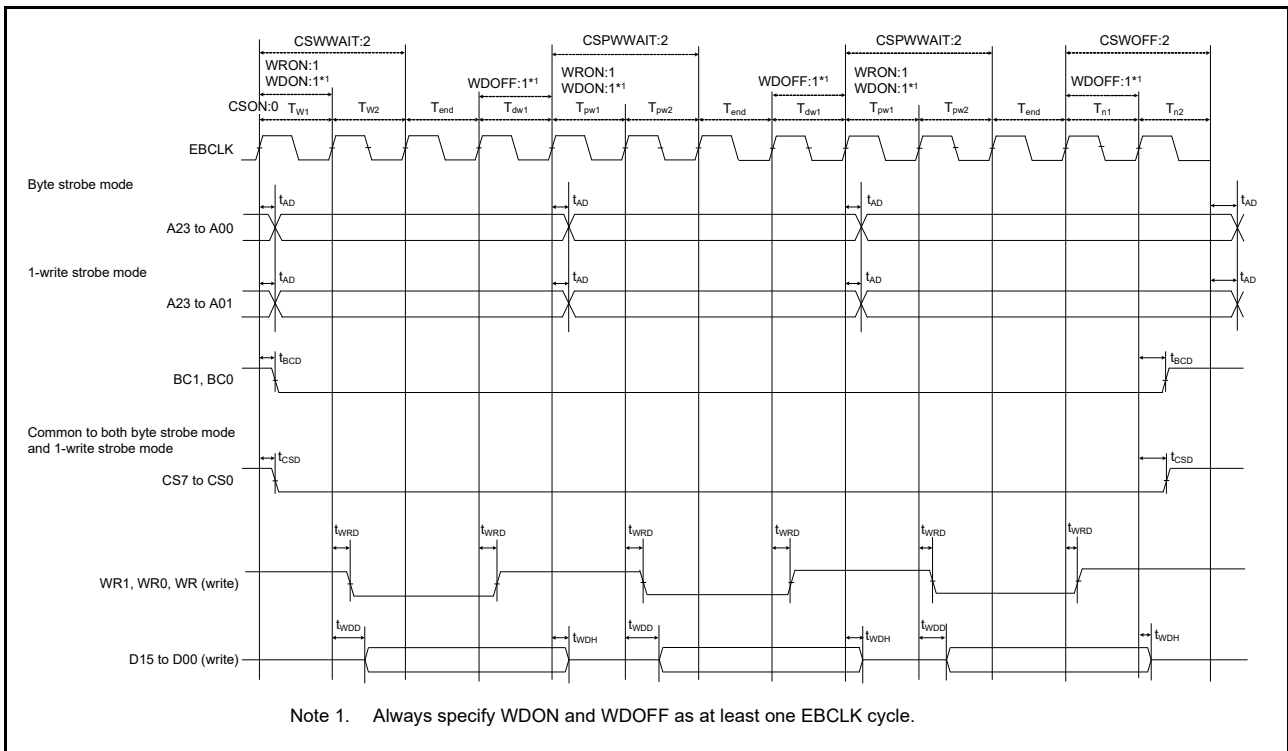 CSWWAIT:2
CSPWWAIT:2
CSPWWAIT:2
CSWOFF:2
WRON:1
WDON:1*1
WDOFF:1*1
WRON:1
WDON:1*1
WDOFF:1*1
WRON:1
WDON:1*1
WDOFF:1*1
CSON:0
TW1
TW2
Tend
Tdw1
Tpw1
Tpw2
Tend
Tdw1
Tpw1
Tpw2
Tend
Tn1
Tn2
EBCLK
Byte strobe mode
tAD
tAD
tAD
tAD
A23 to A00
1-write strobe mode
tAD
tAD
tAD
tAD
A23 to A01
tBCD
tBCD
BC1, BC0
Common to both byte strobe mode
and 1-write strobe mode
tCSD
tCSD
CS7 to CS0
tWRD
tWRD
tWRD
tWRD
tWRD
tWRD
WR1, WR0, WR (write)
tWDD
tWDH
tWDD
tWDH
tWDD
tWDH
D15 to D00 (write)
Note 1. Always specify WDON and WDOFF as at least one EBCLK cycle.